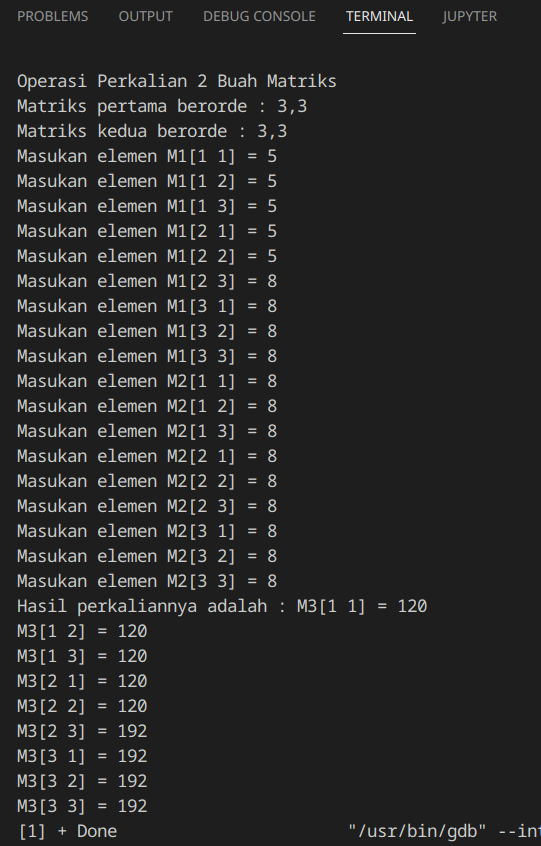 PROBLEMS OUTPUT DEBUG CONSOLE TERMINAL JUPYTER
Operasi Perkalian 2 Buah Matriks
Matriks pertama berorde : 3,3
Matriks kedua berorde : 3,3
Masukan elemen M1[1 1] = 5
Masukan elemen M1[1 2] = 5
Masukan elemen M1[1 3] = 5
Masukan elemen M1[2 1] = 5
Masukan elemen M1[2 2] = 5
Masukan elemen M1[2 3] = 8
Masukan elemen M1[3 1] = 8
Masukan elemen M1[3 2] = 8
Masukan elemen M1[3 3] = 8
Masukan elemen M2[1 1] = 8
Masukan elemen M2[1 2] = 8
Masukan elemen M2[1 3] = 8
Masukan elemen M2[2 1] = 8
Masukan elemen M2[2 2] = 8
Masukan elemen M2[2 3] = 8
Masukan elemen M2[3 1] = 8
Masukan elemen M2[3 2] = 8
Masukan elemen M2[3 3] = 8
Hasil perkaliannya adalah : M3[1 1] = 120
M3[1 2] = 120
M3[1 3] = 120
M3[2 1] = 120
M3[2 2] = 120
M3[2 3] = 192
M3[3 1] = 192
M3[3 2] = 192
M3[3 3] = 192
[1] + Done "/usr/bin/gdb" --int